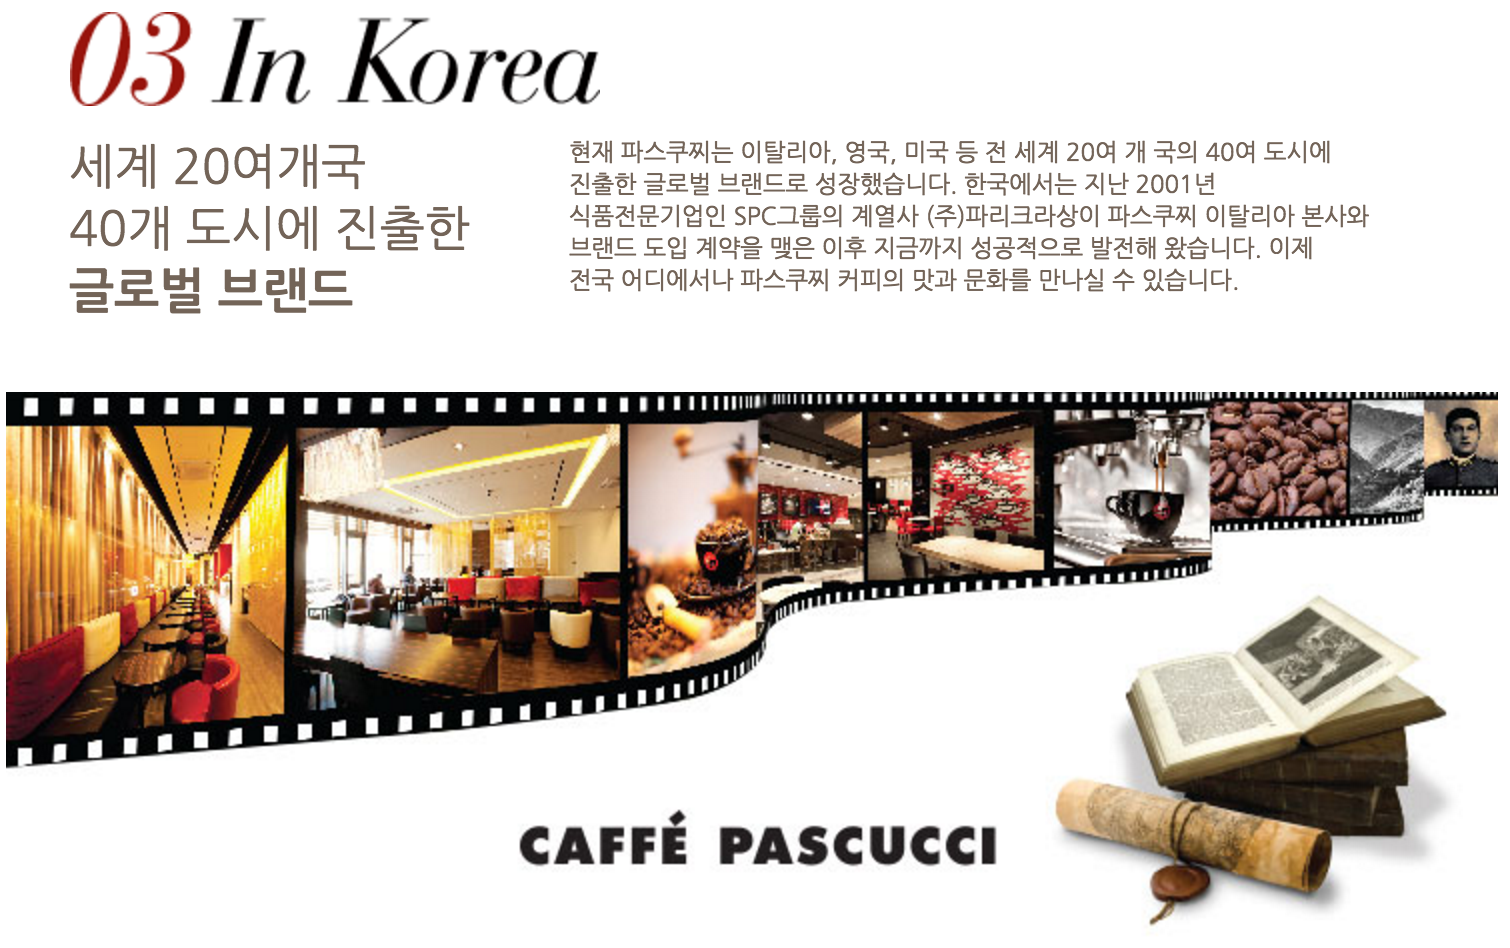 03 In Korea
세계 20여개국
40개 도시에 진출한
글로벌 브랜드
현재 파스쿠찌는 이탈리아, 영국, 미국 등 전 세계 20여 개 국의 40여 도시에
진출한 글로벌 브랜드로 성장했습니다. 한국에서는 지난 2001년
식품전문기업인 SPC그룹의 계열사 (주)파리크라상이 파스쿠찌 이탈리아 본사와
브랜드 도입 계약을 맺은 이후 지금까지 성공적으로 발전해 왔습니다. 이제
전국 어디에서나 파스쿠찌 커피의 맛과 문화를 만나실 수 있습니다.
CAFFÉ PASCUCCI